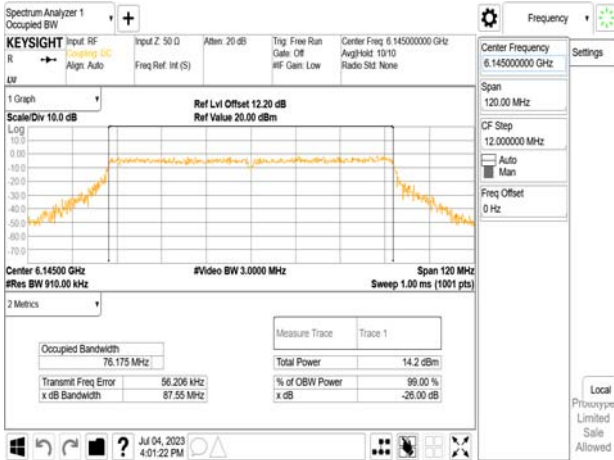 Spectrum Analyzer 1
Occupied BW
+
Frequency
KEYSIGHT
R
LXI
Input: RF
Coupling: DC
Align: Auto
Input Z: 50 Ω
Freq Ref: Int (S)
Atten: 20 dB
Trig: Free Run
Gate: Off
#IF Gain: Low
Center Freq: 6.145000000 GHz
Avg|Hold: 10/10
Radio Std: None
Center Frequency
6.145000000 GHz
Settings
Span
120.00 MHz
CF Step
12.000000 MHz
Auto
Man
Freq Offset
0 Hz
1 Graph
Ref Lvl Offset 12.20 dB
Scale/Div 10.0 dB
Ref Value 20.00 dBm
Log
10.0
0.00
-10.0
-20.0
-30.0
-40.0
-50.0
-60.0
-70.0
Center 6.14500 GHz
#Video BW 3.0000 MHz
Span 120 MHz
#Res BW 910.00 kHz
Sweep 1.00 ms (1001 pts)
2 Metrics
Measure Trace
Trace 1
Occupied Bandwidth
76.175 MHz
Total Power
14.2 dBm
Transmit Freq Error
56.206 kHz
% of OBW Power
99.00 %
x dB Bandwidth
87.55 MHz
x dB
-26.00 dB
Local
Prototype
Limited
Sale
Allowed
?
Jul 04, 2023
4:01:22 PM